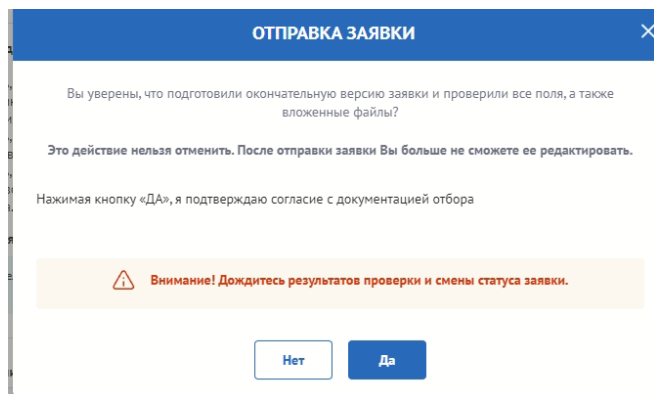 ОТПРАВКА ЗАЯВКИ
Вы уверены, что подготовили окончательную версию заявки и проверили все поля, а также
вложенные файлы?
Это действие нельзя отменить. После отправки заявки Вы больше не сможете ее редактировать.
Нажимая кнопку «ДА», я подтверждаю согласие с документацией отбора
Внимание! Дождитесь результатов проверки и смены статуса заявки.
Нет
Да